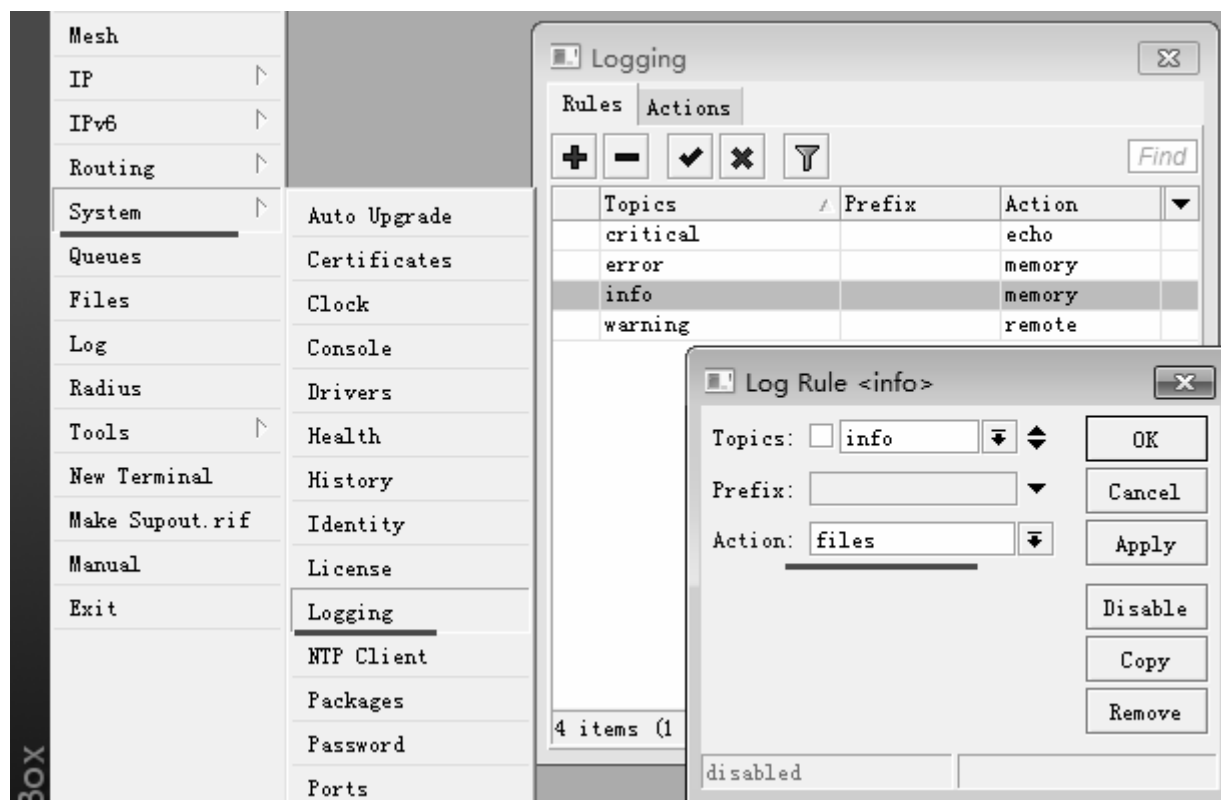 Mesh
IP
IPv6
Routing
System
Queues
Files
Log
Radius
Tools
New Terminal
Make Supout.rif
Manual
Exit
Box
Auto Upgrade
Certificates
Clock
Console
Drivers
Health
History
Identity
License
Logging
NTP Client
Packages
Password
Ports
Logging
Rules Actions
Find
Topics Prefix Action
critical echo
error memory
info memory
warning remote
4 items (1
Log Rule <info>
Topics: info
Prefix:
Action: files
OK
Cancel
Apply
Disable
Copy
Remove
disabled